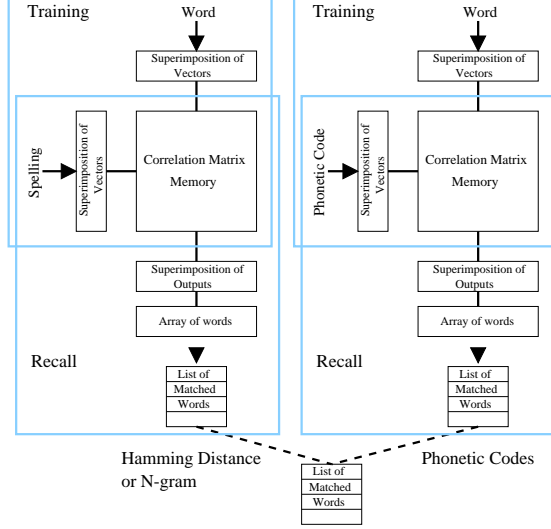 Training
Word
Superimposition of
Vectors
Spelling
Superimposition of
Vectors
Correlation Matrix
Memory
Superimposition of
Outputs
Array of words
Recall
List of
Matched
Words
Hamming Distance
or N-gram
Training
Word
Superimposition of
Vectors
Phonetic Code
Superimposition of
Vectors
Correlation Matrix
Memory
Superimposition of
Outputs
Array of words
Recall
List of
Matched
Words
Phonetic Codes
List of
Matched
Words